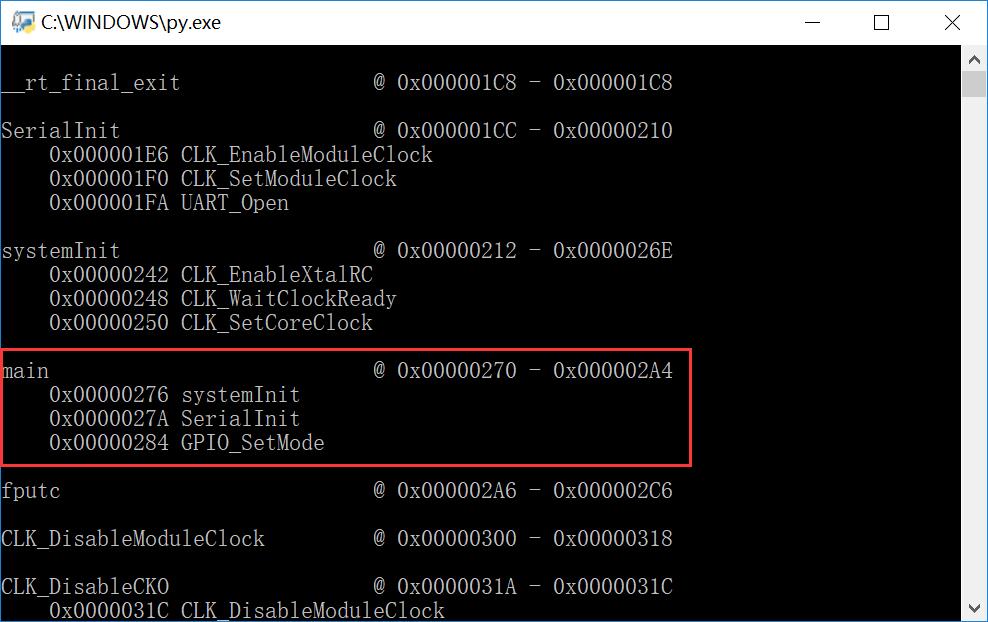 C:\WINDOWS\py.exe
__rt_final_exit @ 0x000001C8 - 0x000001C8
SerialInit @ 0x000001CC - 0x00000210
0x000001E6 CLK_EnableModuleClock
0x000001F0 CLK_SetModuleClock
0x000001FA UART_Open
systemInit @ 0x00000212 - 0x0000026E
0x00000242 CLK_EnableXtalRC
0x00000248 CLK_WaitClockReady
0x00000250 CLK_SetCoreClock
main @ 0x00000270 - 0x000002A4
0x00000276 systemInit
0x0000027A SerialInit
0x00000284 GPIO_SetMode
fputc @ 0x000002A6 - 0x000002C6
CLK_DisableModuleClock @ 0x00000300 - 0x00000318
CLK_DisableCKO @ 0x0000031A - 0x0000031C
0x0000031C CLK_DisableModuleClock